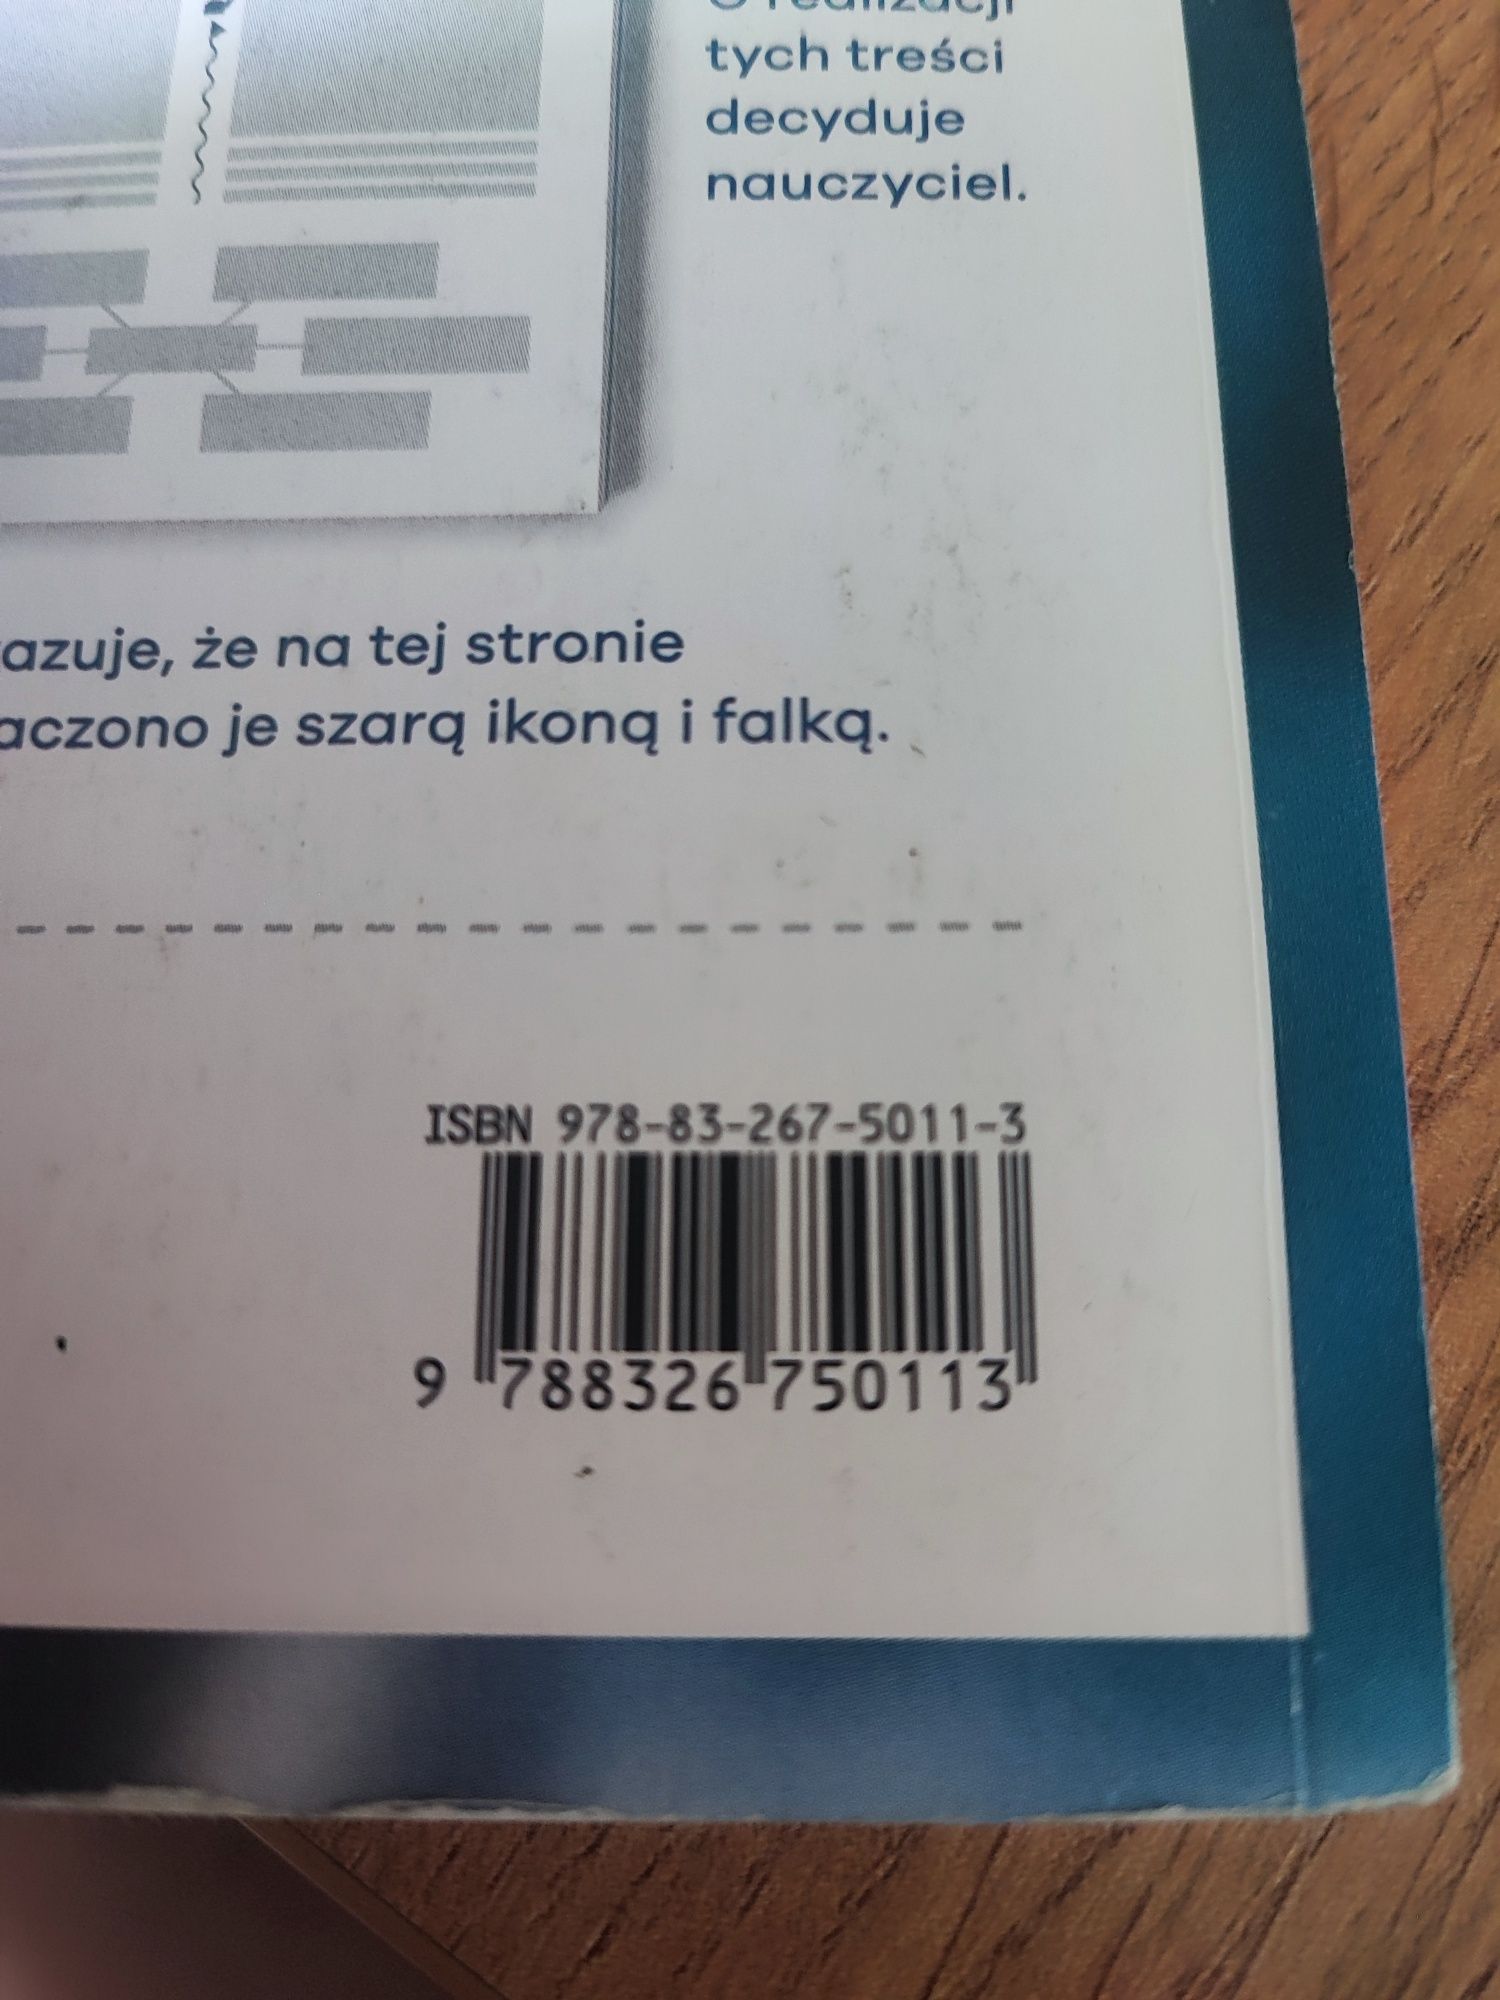 O realizacji
tych treści
decyduje
nauczyciel.
azuje, że na tej stronie
aczono je szarą ikoną i falką.
ISBN 978-83-267-5011-3
9 788326 750113